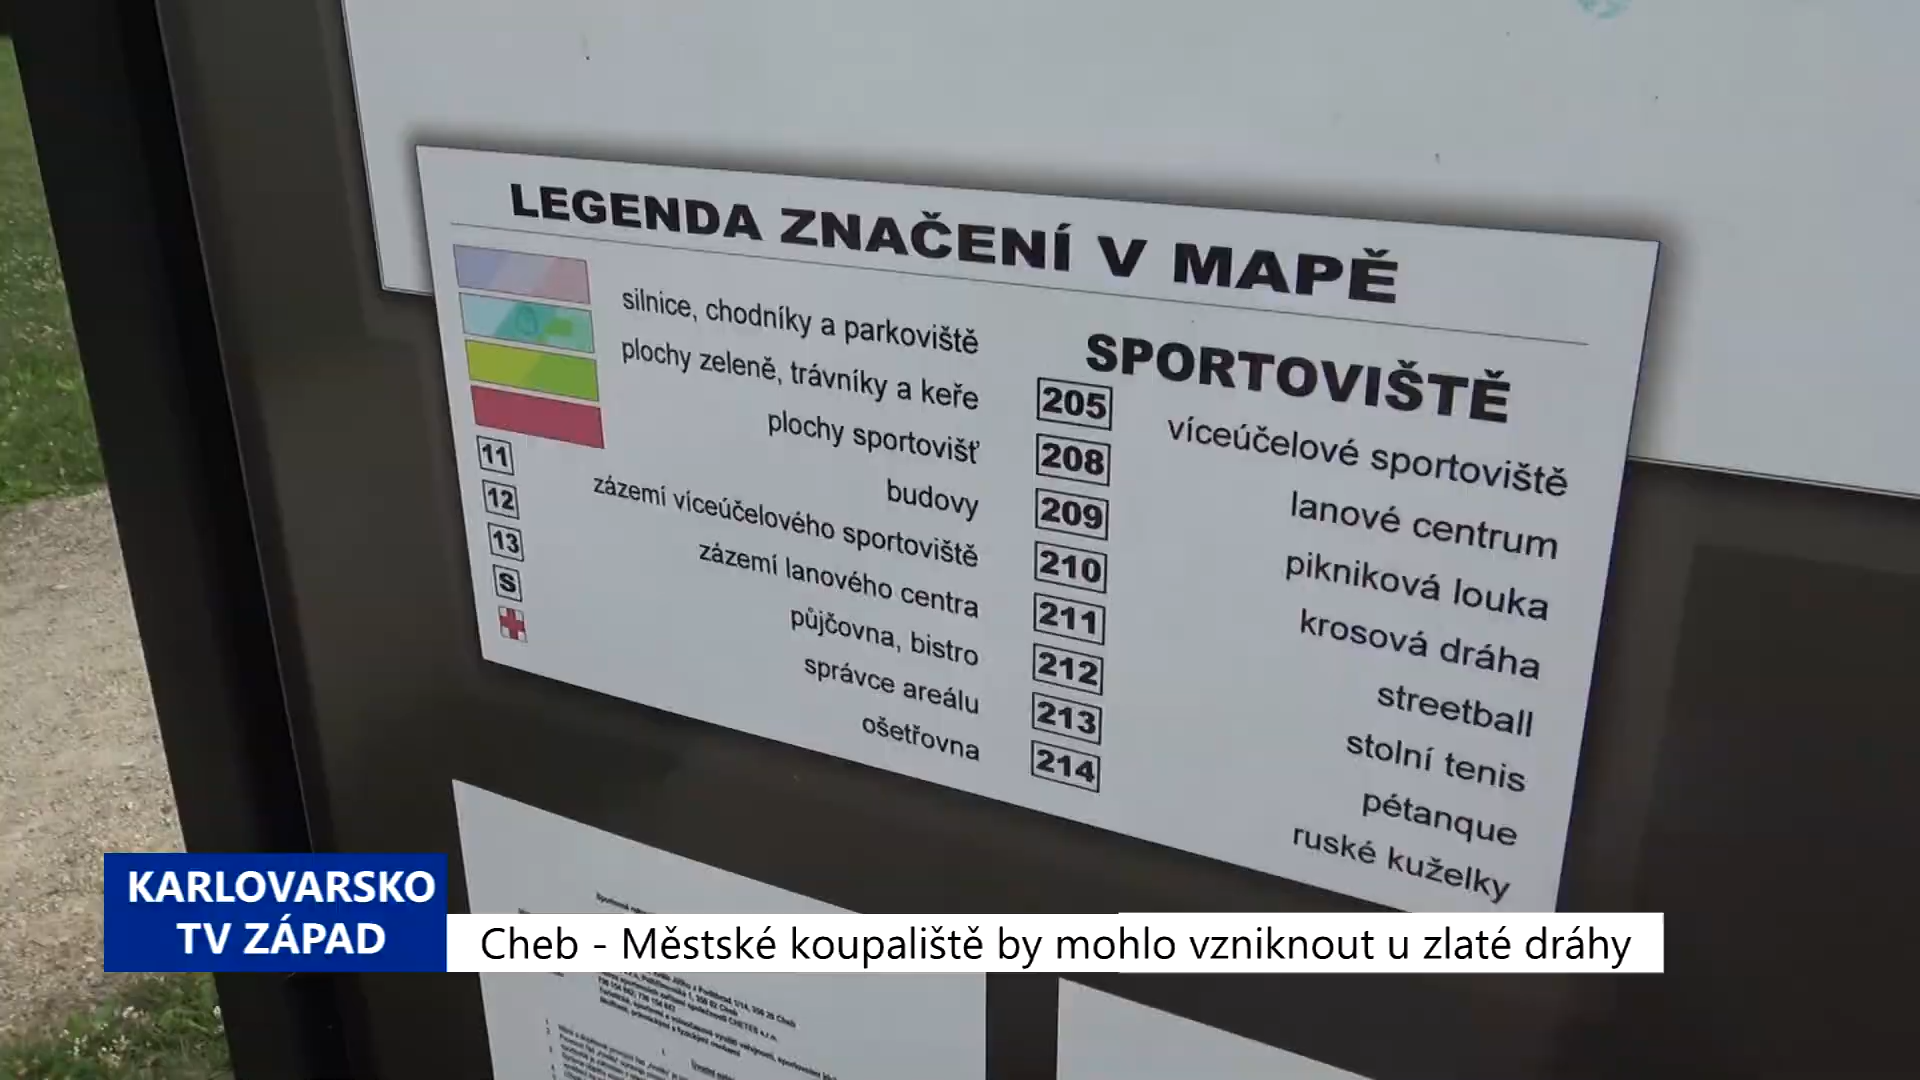 LEGENDA ZNAČENÍ V MAPĚ
silnice, chodníky a parkoviště
plochy zeleně, trávníky a keře
plochy sportovišť
budovy
11 zázemí víceúčelového sportoviště
12 zázemí lanového centra
13 půjčovna, bistro
S správce areálu
ošetřovna
SPORTOVIŠTĚ
205 víceúčelové sportoviště
208 lanové centrum
209 pikniková louka
210 krosová dráha
211 streetball
212 stolní tenis
213 pétanque
214 ruské kuželky
KARLOVARSKO
TV ZÁPAD
Cheb - Městské koupaliště by mohlo vzniknout u zlaté dráhy